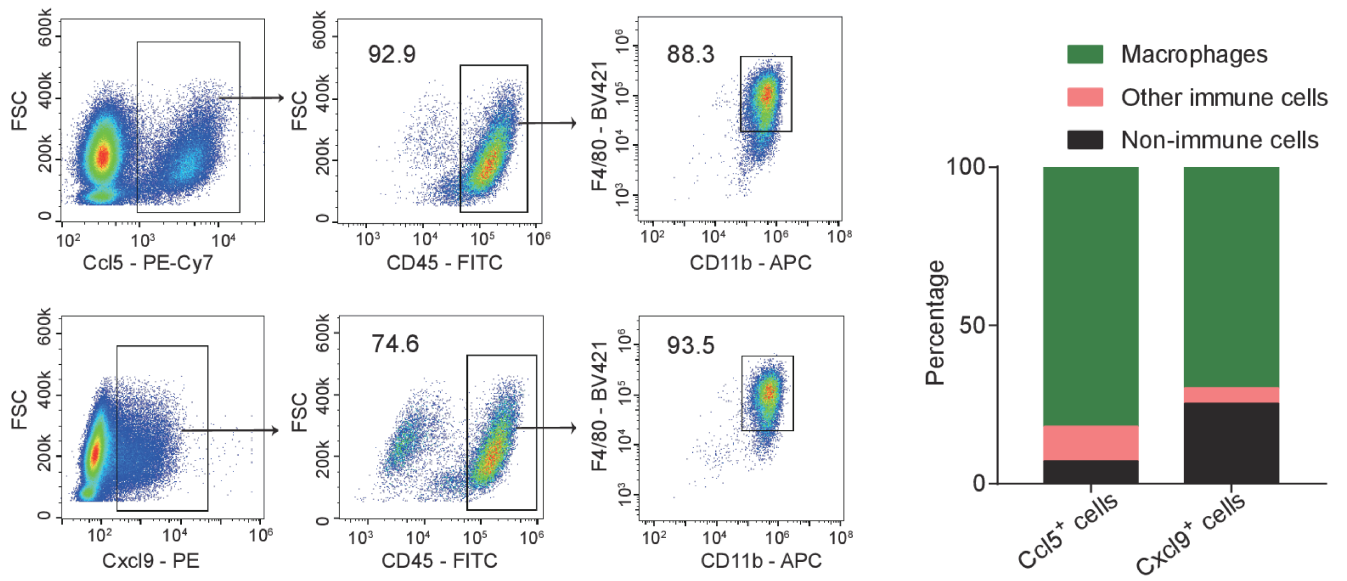 600k
400k
200k
0
FSC
10² 10³ 10⁴
Ccl5 - PE-Cy7
92.9
600k
400k
200k
0
FSC
10³ 10⁴ 10⁵ 10⁶
CD45 - FITC
88.3
10⁶
10⁵
10⁴
10³
F4/80 - BV421
10² 10⁴ 10⁶ 10⁸
CD11b - APC
600k
400k
200k
0
FSC
10² 10⁴ 10⁶
Cxcl9 - PE
74.6
600k
400k
200k
0
FSC
10³ 10⁴ 10⁵ 10⁶
CD45 - FITC
93.5
10⁶
10⁵
10⁴
10³
F4/80 - BV421
10² 10⁴ 10⁶ 10⁸
CD11b - APC
Macrophages
Other immune cells
Non-immune cells
100
50
0
Percentage
Ccl5⁺ cells
Cxcl9⁺ cells